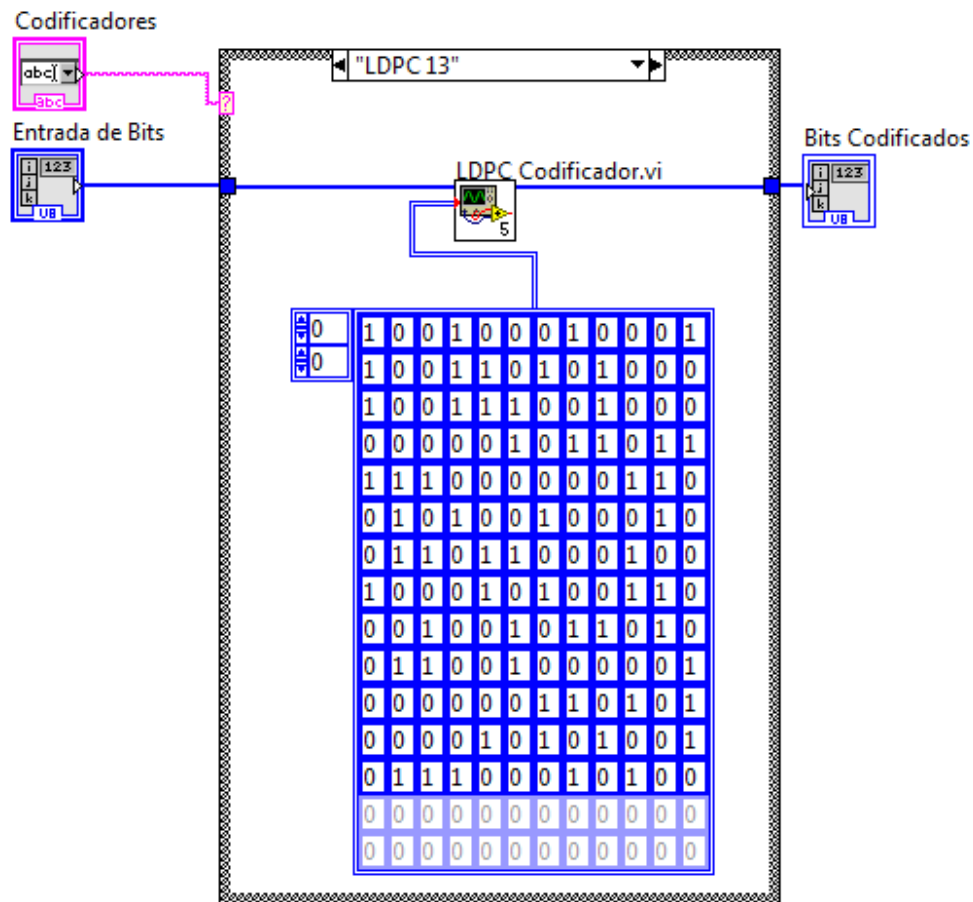 Codificadores
"LDPC 13"
abc
abc
?
Entrada de Bits
Bits Codificados
i 123
j
k
U8
LDPC Codificador.vi
5
i 123
j
k
U8
0
0
1 0 0 1 0 0 0 1 0 0 0 1
1 0 0 1 1 0 1 0 1 0 0 0
1 0 0 1 1 1 0 0 1 0 0 0
0 0 0 0 0 1 0 1 1 0 1 1
1 1 1 0 0 0 0 0 0 1 1 0
0 1 0 1 0 0 1 0 0 0 1 0
0 1 1 0 1 1 0 0 0 1 0 0
1 0 0 0 1 0 1 0 0 1 1 0
0 0 1 0 0 1 0 1 1 0 1 0
0 1 1 0 0 1 0 0 0 0 0 1
0 0 0 0 0 0 1 1 0 1 0 1
0 0 0 0 1 0 1 0 1 0 0 1
0 1 1 1 0 0 0 1 0 1 0 0
0 0 0 0 0 0 0 0 0 0 0 0
0 0 0 0 0 0 0 0 0 0 0 0